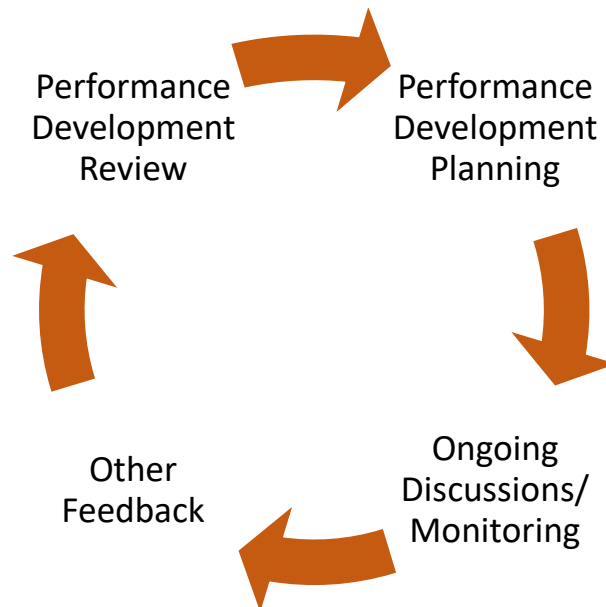 Performance
Development
Review
Performance
Development
Planning
Ongoing
Discussions/
Monitoring
Other
Feedback